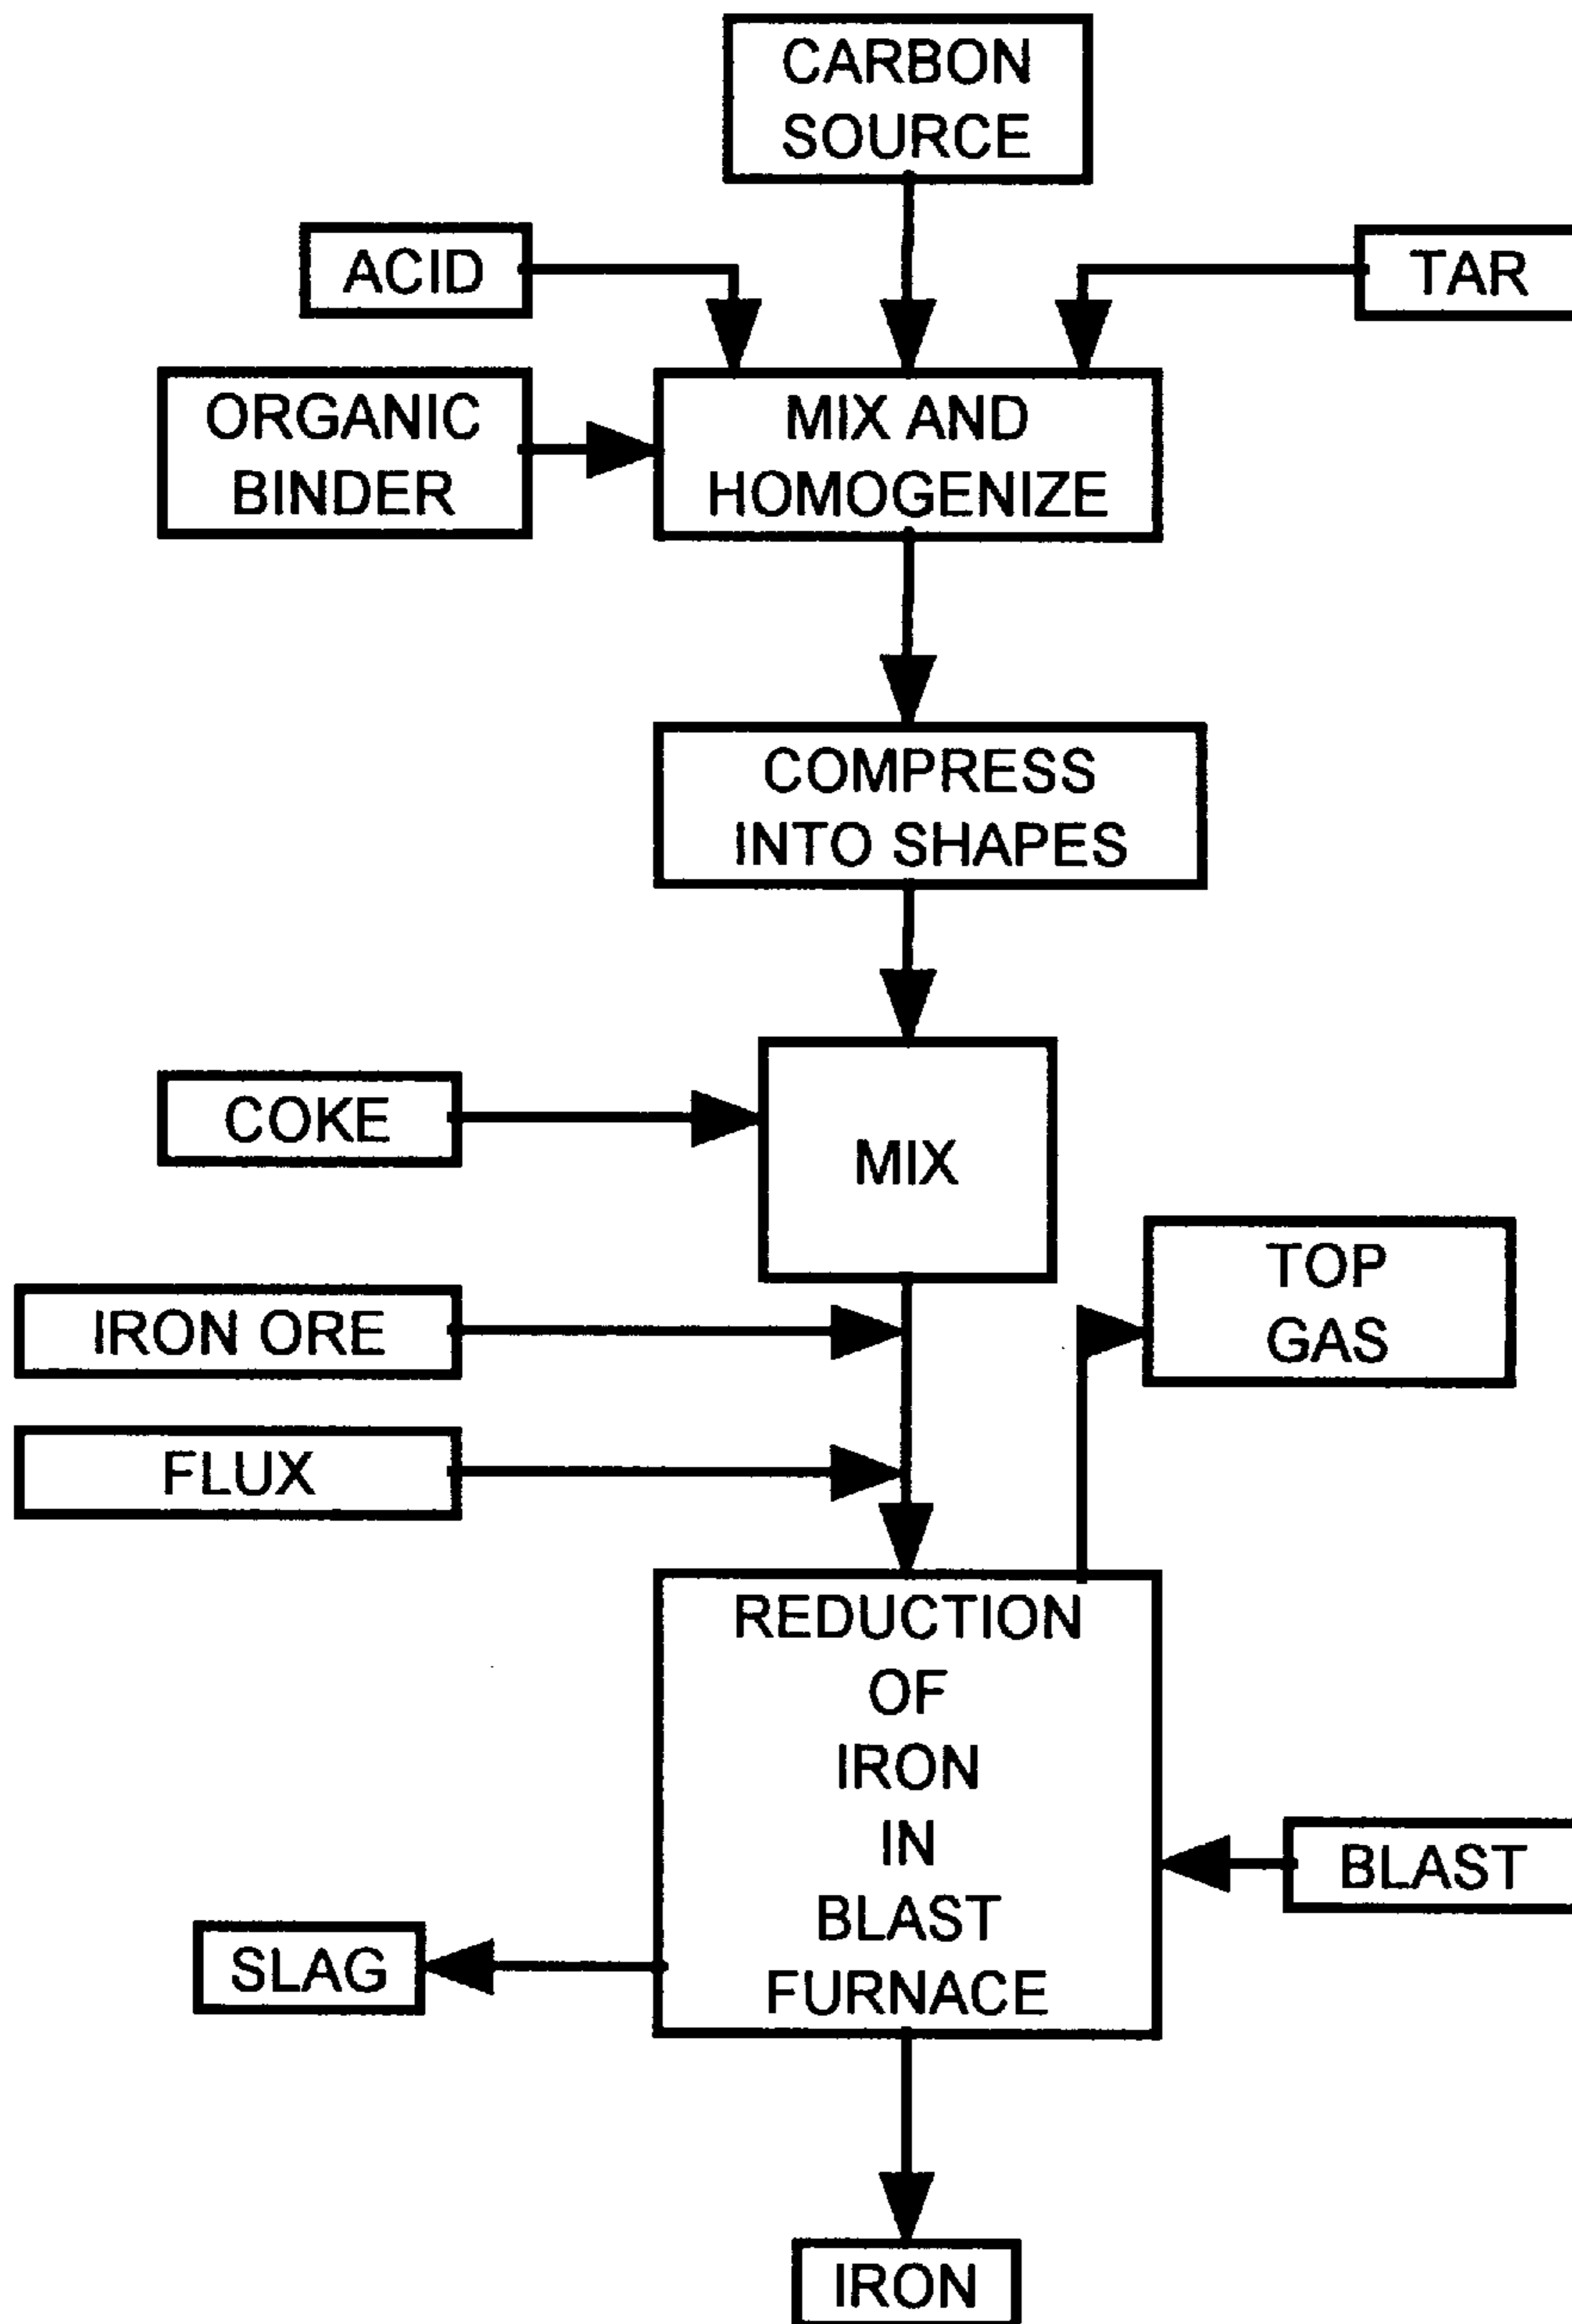 CARBON
SOURCE
ACID
TAR
ORGANIC
BINDER
MIX AND
HOMOGENIZE
COMPRESS
INTO SHAPES
COKE
MIX
TOP
GAS
IRON ORE
FLUX
REDUCTION
OF
IRON
IN
BLAST
FURNACE
BLAST
SLAG
IRON